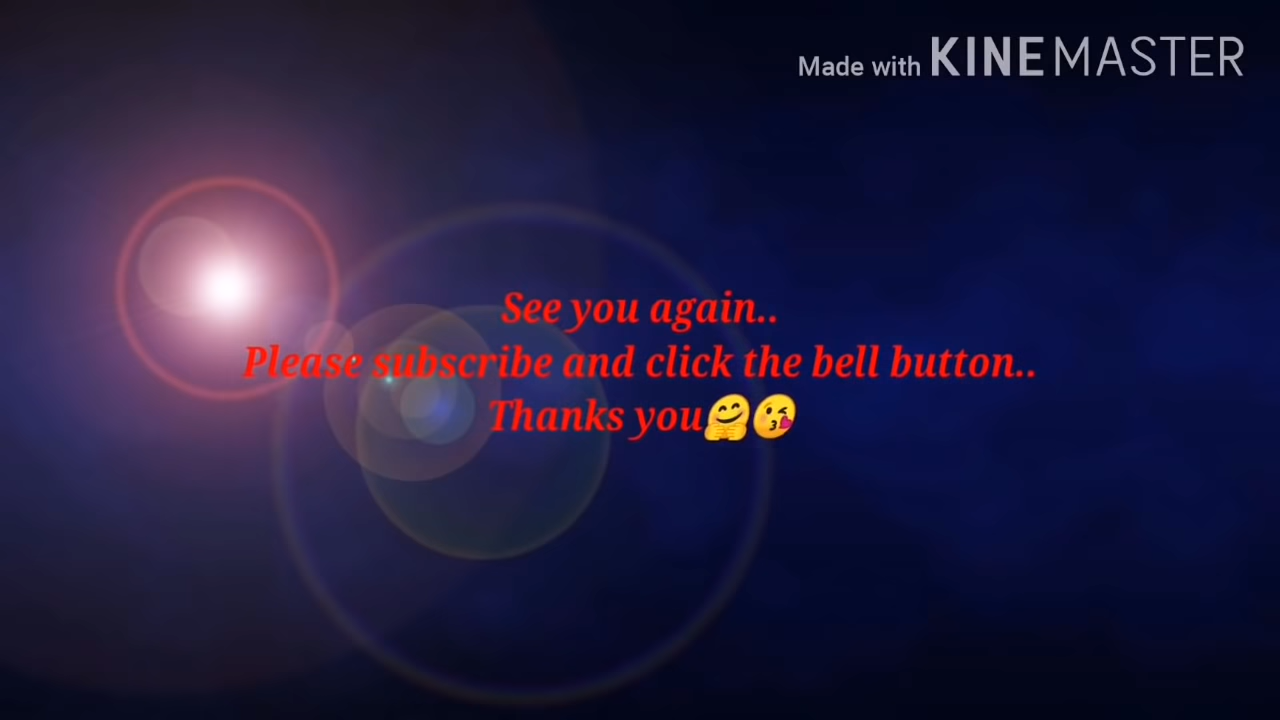 Made with KINEMASTER
See you again..
Please subscribe and click the bell button..
Thanks you🤗😘